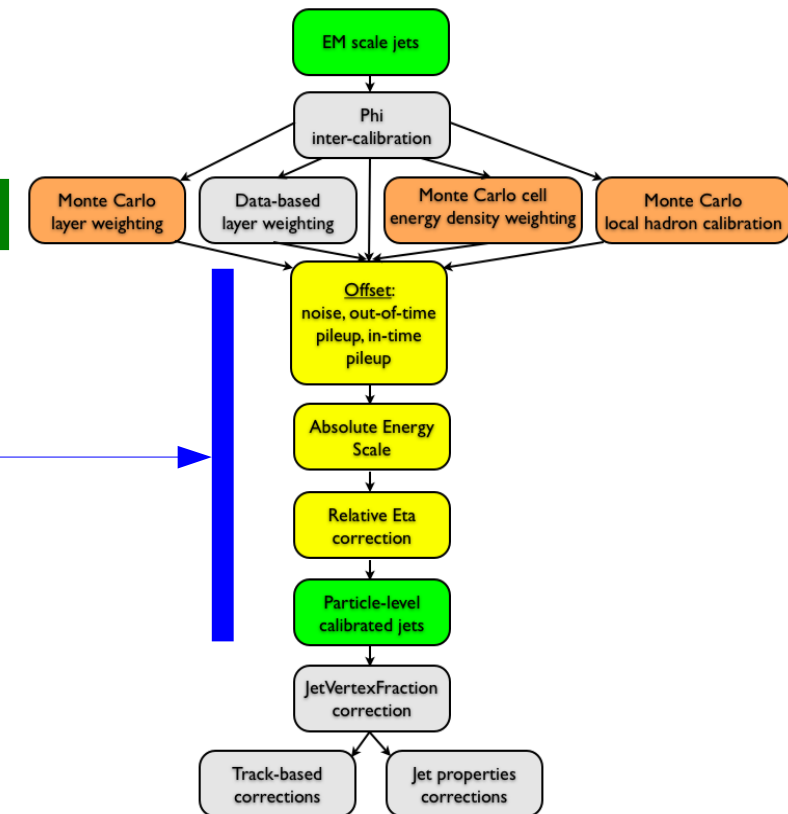 EM scale jets
Phi
inter-calibration
Monte Carlo
layer weighting
Data-based
layer weighting
Monte Carlo cell
energy density weighting
Monte Carlo
local hadron calibration
Offset:
noise, out-of-time
pileup, in-time
pileup
Absolute Energy
Scale
Relative Eta
correction
Particle-level
calibrated jets
JetVertexFraction
correction
Track-based
corrections
Jet properties
corrections